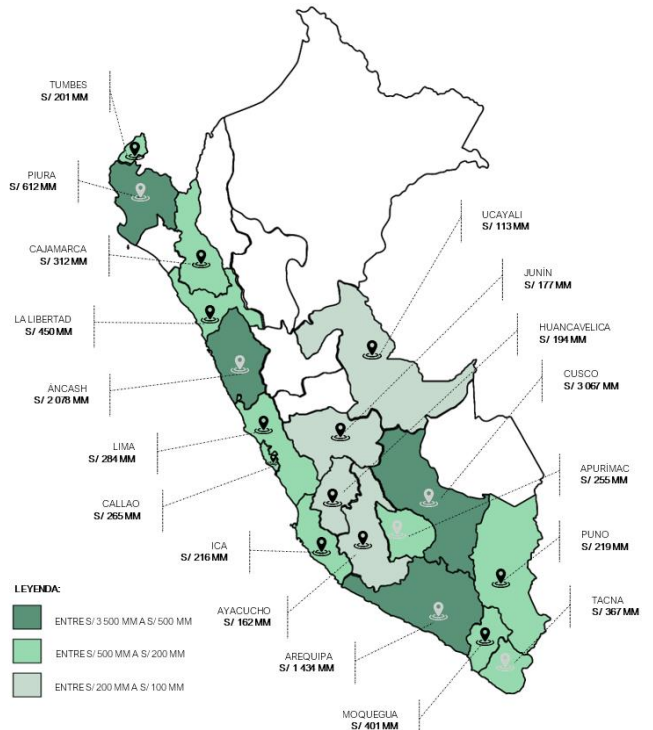 TUMBES
S/ 201 MM
PIURA
S/ 612 MM
CAJAMARCA
S/ 312 MM
LA LIBERTAD
S/ 450 MM
ÁNCASH
S/ 2 078 MM
LIMA
S/ 284 MM
CALLAO
S/ 265 MM
ICA
S/ 216 MM
AYACUCHO
S/ 162 MM
AREQUIPA
S/ 1 434 MM
MOQUEGUA
S/ 401 MM
UCAYALI
S/ 113 MM
JUNÍN
S/ 177 MM
HUANCAVELICA
S/ 194 MM
CUSCO
S/ 3 067 MM
APURÍMAC
S/ 255 MM
PUNO
S/ 219 MM
TACNA
S/ 367 MM
LEYENDA:
ENTRE S/ 3 500 MM A S/ 500 MM
ENTRE S/ 500 MM A S/ 200 MM
ENTRE S/ 200 MM A S/ 100 MM